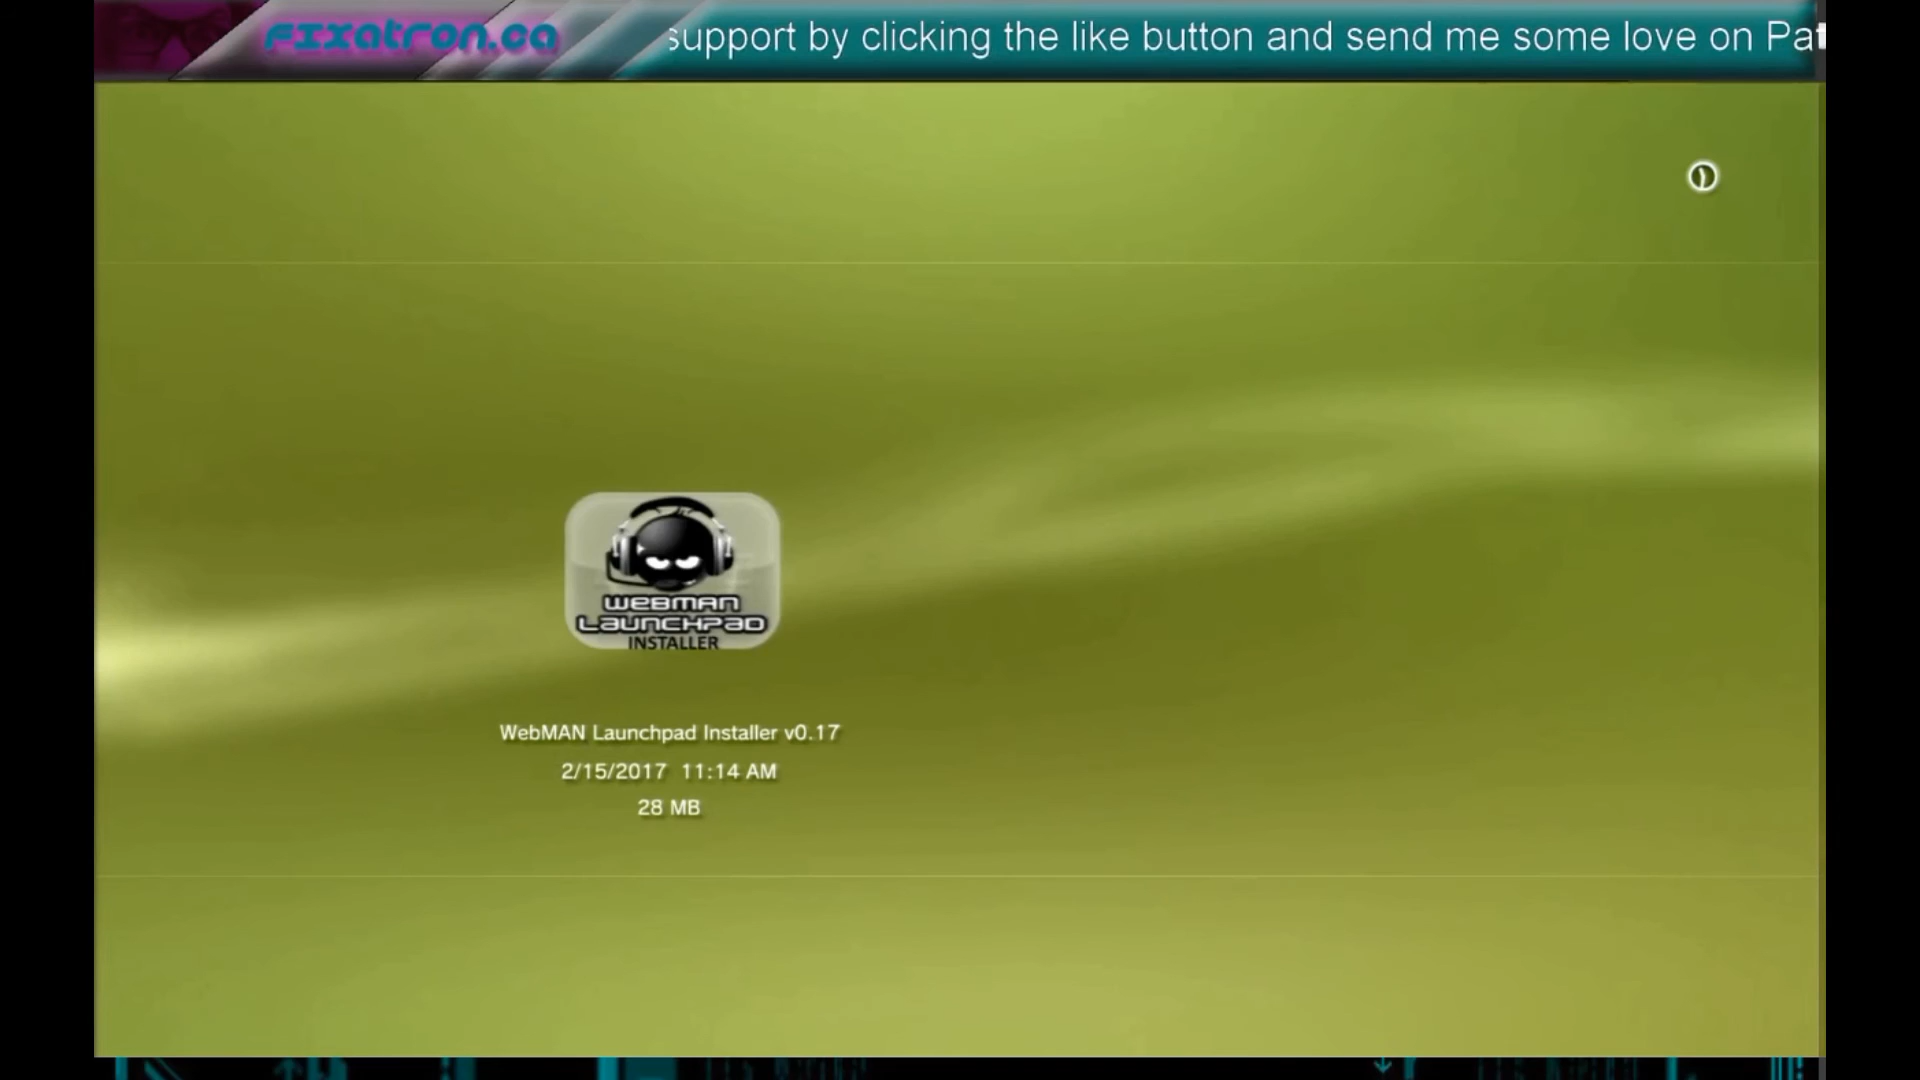 fixatron.ca
support by clicking the like button and send me some love on Pat
WEBMAN
LAUNCHPAD
INSTALLER
WebMAN Launchpad Installer v0.17
2/15/2017 11:14 AM
28 MB